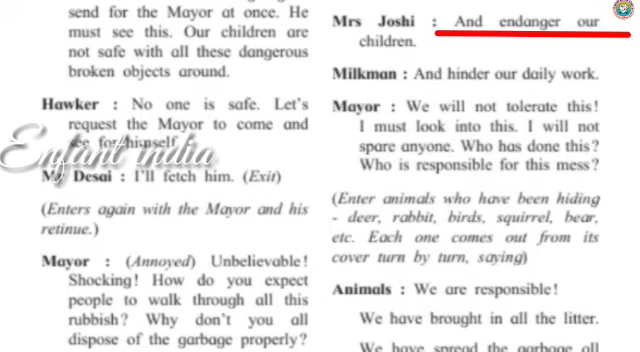 send for the Mayor at once. He
must see this. Our children are
not safe with all these dangerous
broken objects around.
Hawker : No one is safe. Let's
request the Mayor to come and
see for himself.
Mr Desai : I'll fetch him. (Exit)
(Enters again with the Mayor and his
retinue.)
Mayor : (Annoyed) Unbelievable!
Shocking! How do you expect
people to walk through all this
rubbish? Why don't you all
dispose of the garbage properly?
Mrs Joshi : And endanger our
children.
Milkman : And hinder our daily work.
Mayor : We will not tolerate this!
I must look into this. I will not
spare anyone. Who has done this?
Who is responsible for this mess?
(Enter animals who have been hiding
- deer, rabbit, birds, squirrel, bear,
etc. Each one comes out from its
cover turn by turn, saying)
Animals : We are responsible!
We have brought in all the litter.
We have spread the garbage all
Enfant india